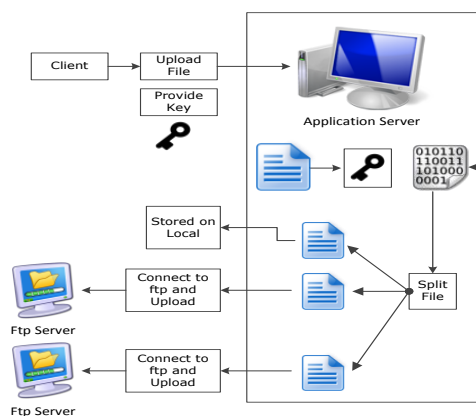 Client
Upload
File
Provide
Key
Application Server
010110
110011
101000
0001
Stored on
Local
Split
File
Connect to
ftp and
Upload
Ftp Server
Connect to
ftp and
Upload
Ftp Server